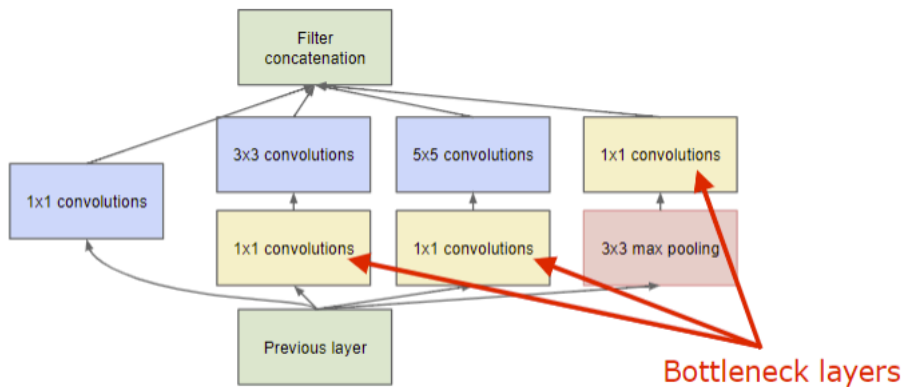 Filter
concatenation
3x3 convolutions
5x5 convolutions
1x1 convolutions
1x1 convolutions
1x1 convolutions
1x1 convolutions
3x3 max pooling
Previous layer
Bottleneck layers